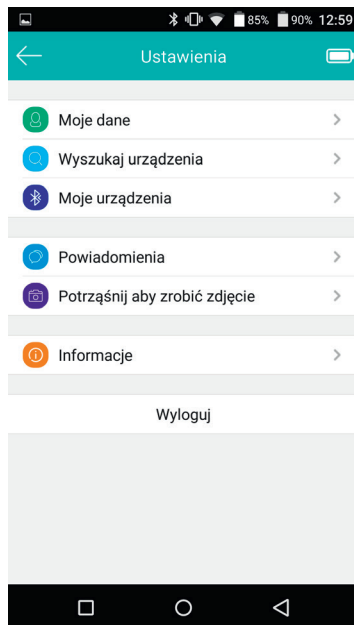 85% 90% 12:59
Ustawienia
Moje dane
Wyszukaj urządzenia
Moje urządzenia
Powiadomienia
Potrząśnij aby zrobić zdjęcie
Informacje
Wyloguj